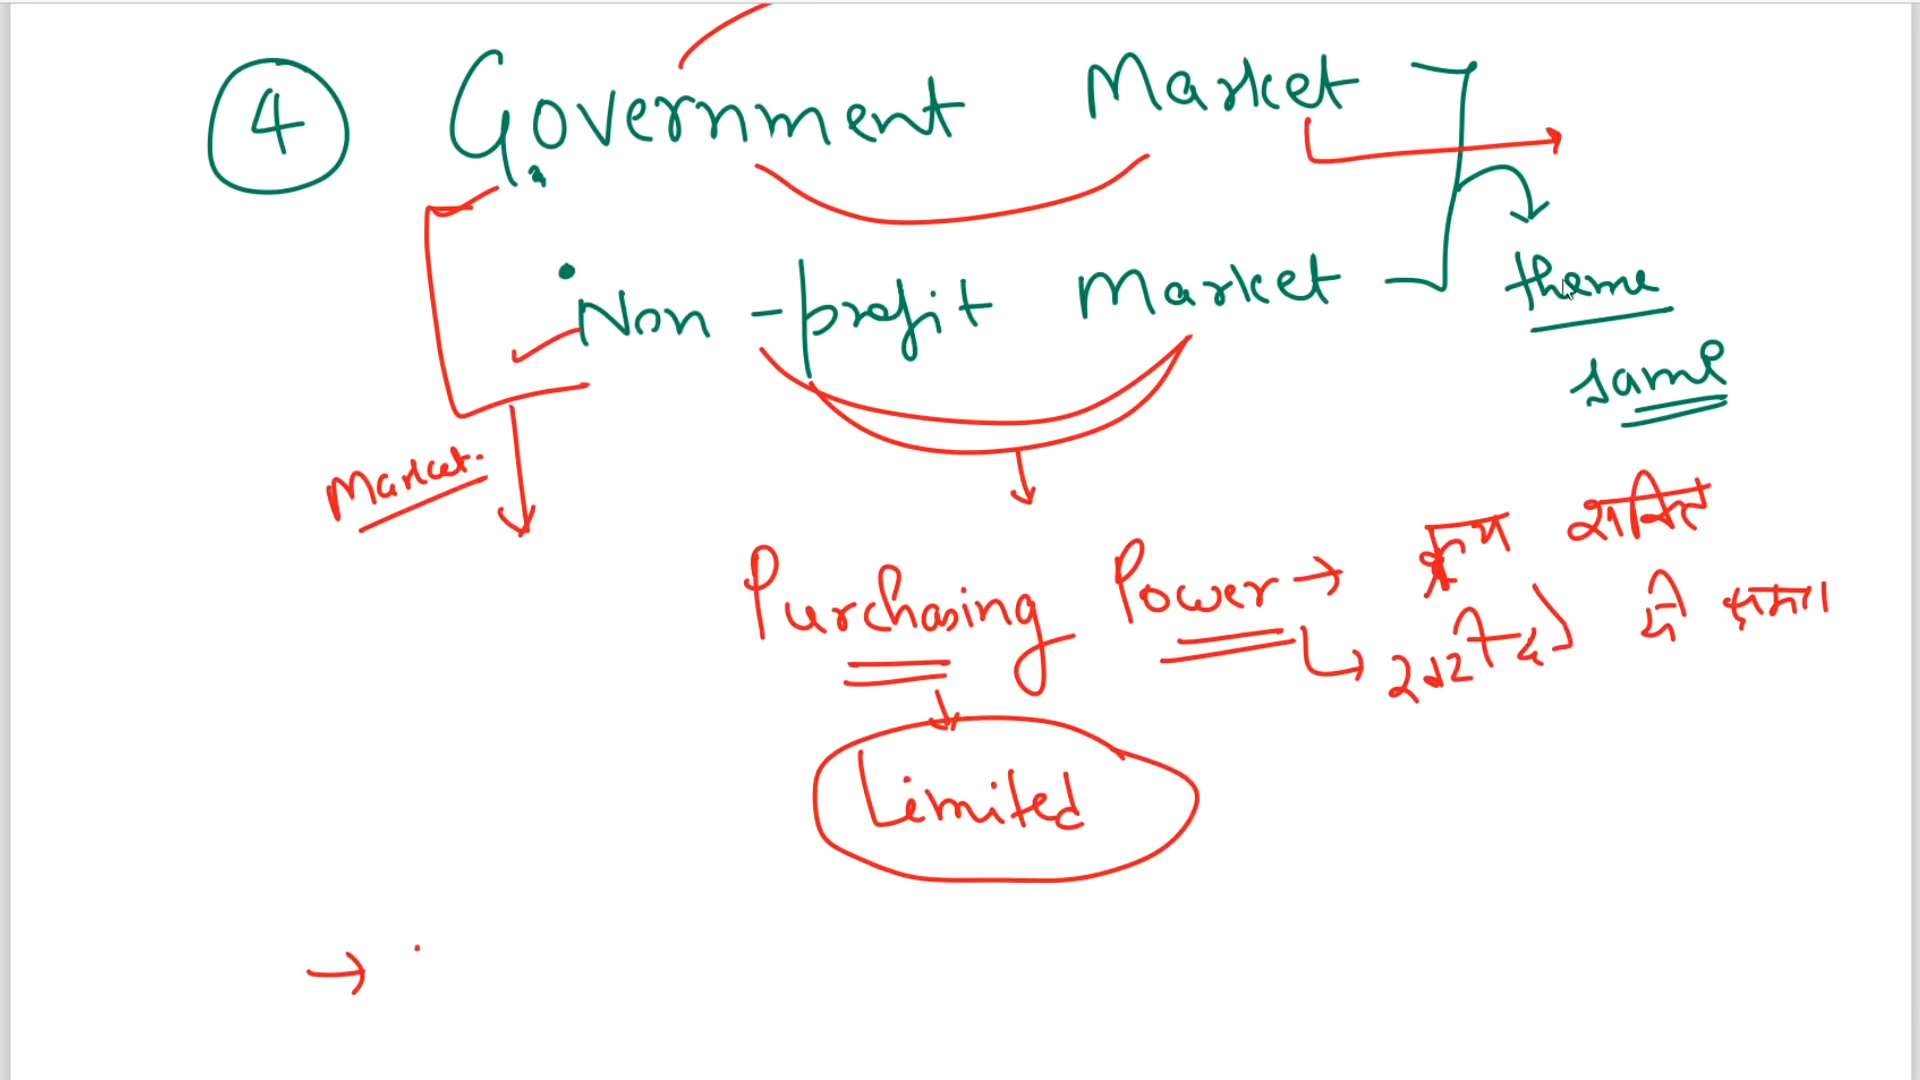 4 Government Market
Non-profit Market
theme
same
Market.
Purchasing Power → क्रय शक्ति
खरीदने की क्षमता
Limited
→